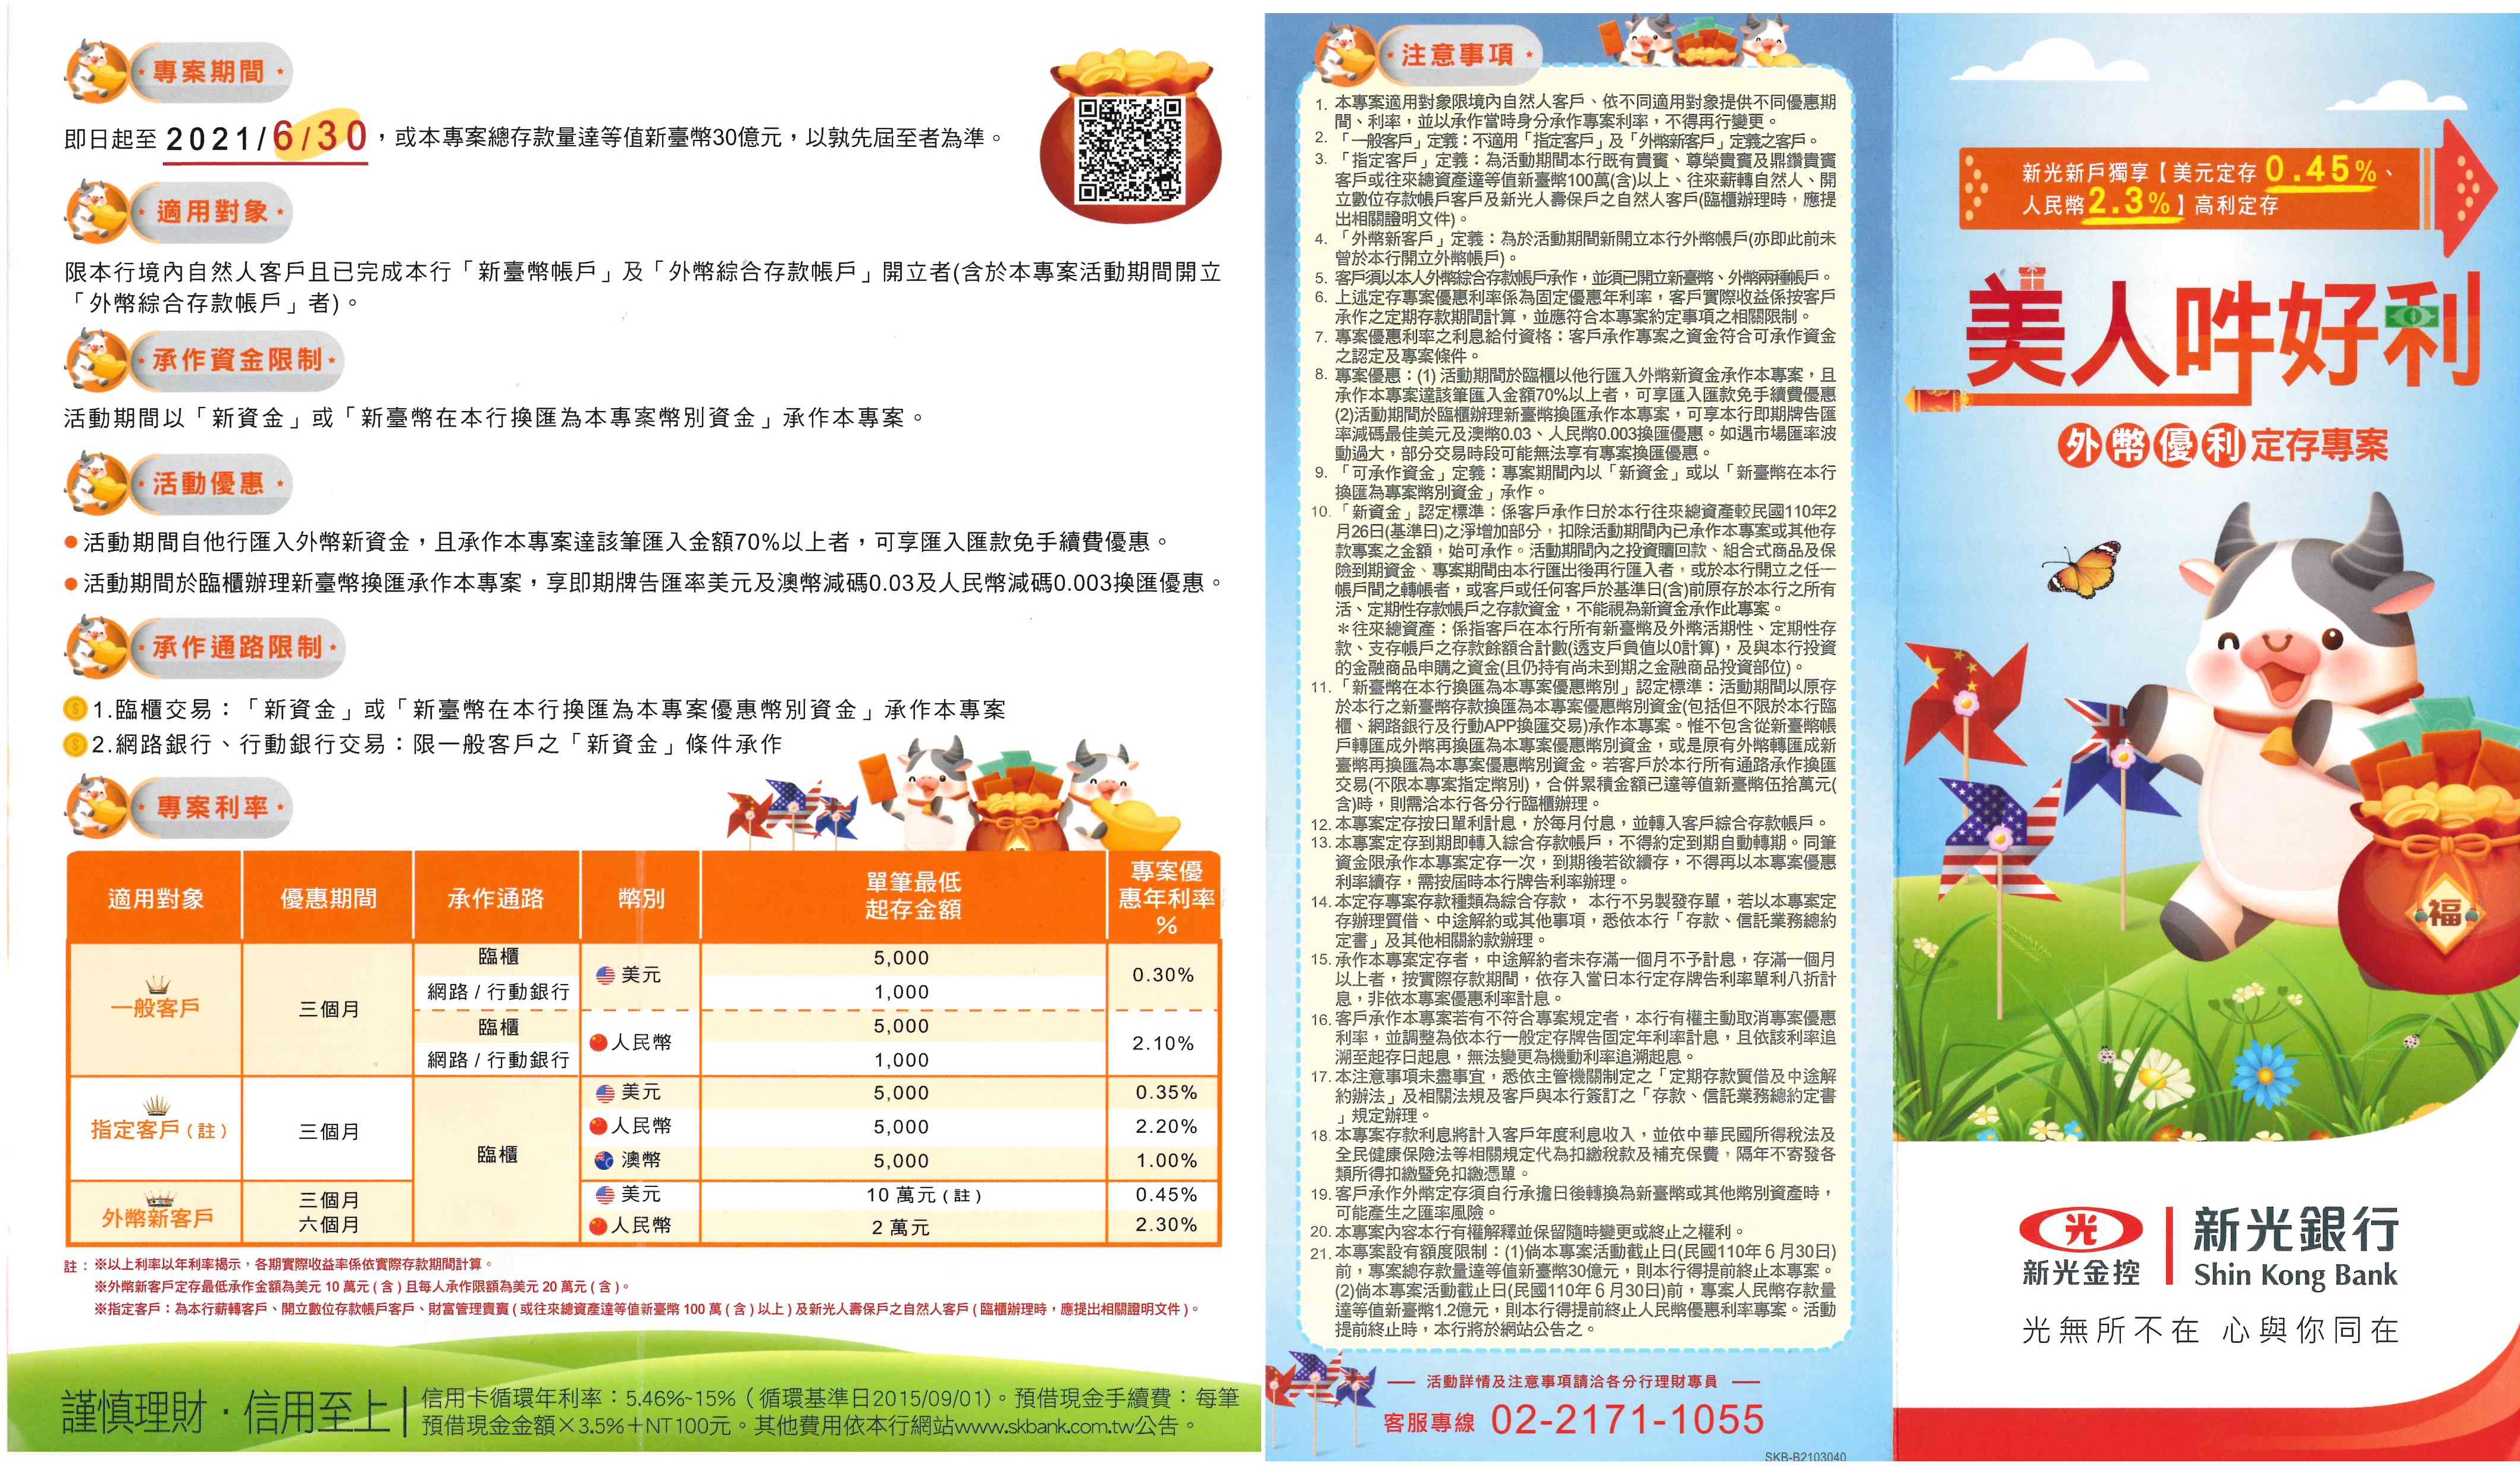 專案期間
即日起至 2021/6/30，或本專案總存款量達等值新臺幣30億元，以孰先屆至者為準。
適用對象
限本行境內自然人客戶且已完成本行「新臺幣帳戶」及「外幣綜合存款帳戶」開立者(含於本專案活動期間開立
「外幣綜合存款帳戶」者)。
承作資金限制
活動期間以「新資金」或「新臺幣在本行換匯為本專案幣別資金」承作本專案。
活動優惠
●活動期間自他行匯入外幣新資金，且承作本專案達該筆匯入金額70%以上者，可享匯入匯款免手續費優惠。
●活動期間於臨櫃辦理新臺幣換匯承作本專案，享即期牌告匯率美元及澳幣減碼0.03及人民幣減碼0.003換匯優惠。
承作通路限制
1.臨櫃交易：「新資金」或「新臺幣在本行換匯為本專案優惠幣別資金」承作本專案
2.網路銀行、行動銀行交易：限一般客戶之「新資金」條件承作
專案利率
適用對象 優惠期間 承作通路 幣別 單筆最低起存金額 專案優惠年利率%
一般客戶 三個月 臨櫃 美元 5,000 0.30%
網路/行動銀行 1,000
臨櫃 人民幣 5,000 2.10%
網路/行動銀行 1,000
指定客戶(註) 三個月 臨櫃 美元 5,000 0.35%
人民幣 5,000 2.20%
澳幣 5,000 1.00%
外幣新客戶 三個月 美元 10 萬元(註) 0.45%
六個月 人民幣 2 萬元 2.30%
註：※以上利率以年利率揭示，各期實際收益率係依實際存款期間計算。
※外幣新客戶定存最低承作金額為美元 10 萬元(含)且每人承作限額為美元 20 萬元(含)。
※指定客戶：為本行薪轉客戶、開立數位存款帳戶客戶、財富管理貴賓(或往來總資產達等值新臺幣 100 萬(含)以上)及新光人壽保戶之自然人客戶(臨櫃辦理時，應提出相關證明文件)。
謹慎理財．信用至上
信用卡循環年利率：5.46%~15%（循環基準日2015/09/01）。預借現金手續費：每筆
預借現金金額×3.5%＋NT100元。其他費用依本行網站www.skbank.com.tw公告。
注意事項
1. 本專案適用對象限境內自然人客戶、依不同適用對象提供不同優惠期
間、利率，並以承作當時身分承作專案利率，不得再行變更。
2. 「一般客戶」定義：不適用「指定客戶」及「外幣新客戶」定義之客戶。
3. 「指定客戶」定義：為活動期間本行既有貴賓、尊榮貴賓及鼎鑽貴賓
客戶或往來總資產達等值新臺幣100萬(含)以上、往來薪轉自然人、開
立數位存款帳戶客戶及新光人壽保戶之自然人客戶(臨櫃辦理時，應提
出相關證明文件)。
4. 「外幣新客戶」定義：為於活動期間新開立本行外幣帳戶(亦即此前未
曾於本行開立外幣帳戶)。
5. 客戶須以本人外幣綜合存款帳戶承作，並須已開立新臺幣、外幣兩種帳戶。
6. 上述定存專案優惠利率係為固定優惠年利率，客戶實際收益係按客戶
承作之定期存款期間計算，並應符合本專案約定事項之相關限制。
7. 專案優惠利率之利息給付資格：客戶承作專案之資金符合可承作資金
之認定及專案條件。
8. 專案優惠：(1) 活動期間於臨櫃以他行匯入外幣新資金承作本專案，且
承作本專案達該筆匯入金額70%以上者，可享匯入匯款免手續費優惠
(2)活動期間於臨櫃辦理新臺幣換匯承作本專案，可享本行即期牌告匯
率減碼最佳美元及澳幣0.03、人民幣0.003換匯優惠。如遇市場匯率波
動過大，部分交易時段可能無法享有專案換匯優惠。
9. 「可承作資金」定義：專案期間內以「新資金」或以「新臺幣在本行
換匯為專案幣別資金」承作。
10. 「新資金」認定標準：係客戶承作日於本行往來總資產較民國110年2
月26日(基準日)之淨增加部分，扣除活動期間內已承作本專案或其他存
款專案之金額，始可承作。活動期間內之投資贖回款、組合式商品及保
險到期資金、專案期間由本行匯出後再行匯入者，或於本行開立之任一
帳戶間之轉帳者，或客戶或任何客戶於基準日(含)前原存於本行之所有
活、定期性存款帳戶之存款資金，不能視為新資金承作此專案。
＊往來總資產：係指客戶在本行所有新臺幣及外幣活期性、定期性存
款、支存帳戶之存款餘額合計數(透支戶負值以0計算)，及與本行投資
的金融商品申購之資金(且仍持有尚未到期之金融商品投資部位)。
11. 「新臺幣在本行換匯為本專案優惠幣別」認定標準：活動期間以原存
於本行之新臺幣存款換匯為本專案優惠幣別資金(包括但不限於本行臨
櫃、網路銀行及行動APP換匯交易)承作本專案。惟不包含從新臺幣帳
戶轉匯成外幣再換匯為本專案優惠幣別資金，或是原有外幣轉匯成新
臺幣再換匯為本專案優惠幣別資金。若客戶於本行所有通路承作換匯
交易(不限本專案指定幣別)，合併累積金額已達等值新臺幣伍拾萬元(
含)時，則需洽本行各分行臨櫃辦理。
12. 本專案定存按日單利計息，於每月付息，並轉入客戶綜合存款帳戶。
13. 本專案定存到期即轉入綜合存款帳戶，不得約定到期自動轉期。同筆
資金限承作本專案定存一次，到期後若欲續存，不得再以本專案優惠
利率續存，需按屆時本行牌告利率辦理。
14. 本定存專案存款種類為綜合存款， 本行不另製發存單，若以本專案定
存辦理質借、中途解約或其他事項，悉依本行「存款、信託業務總約
定書」及其他相關約款辦理。
15. 承作本專案定存者，中途解約者未存滿一個月不予計息，存滿一個月
以上者，按實際存款期間，依存入當日本行定存牌告利率單利八折計
息，非依本專案優惠利率計息。
16. 客戶承作本專案若有不符合專案規定者，本行有權主動取消專案優惠
利率，並調整為依本行一般定存牌告固定年利率計息，且依該利率追
溯至起存日起息，無法變更為機動利率追溯起息。
17. 本注意事項未盡事宜，悉依主管機關制定之「定期存款質借及中途解
約辦法」及相關法規及客戶與本行簽訂之「存款、信託業務總約定書
」規定辦理。
18. 本專案存款利息將計入客戶年度利息收入，並依中華民國所得稅法及
全民健康保險法等相關規定代為扣繳稅款及補充保費，隔年不寄發各
類所得扣繳暨免扣繳憑單。
19. 客戶承作外幣定存須自行承擔日後轉換為新臺幣或其他幣別資產時，
可能產生之匯率風險。
20. 本專案內容本行有權解釋並保留隨時變更或終止之權利。
21. 本專案設有額度限制：(1)倘本專案活動截止日(民國110年６月30日)
前，專案總存款量達等值新臺幣30億元，則本行得提前終止本專案。
(2)倘本專案活動截止日(民國110年６月30日)前，專案人民幣存款量
達等值新臺幣1.2億元，則本行得提前終止人民幣優惠利率專案。活動
提前終止時，本行將於網站公告之。
活動詳情及注意事項請洽各分行理財專員
客服專線 02-2171-1055
SKB-B2103040
新光新戶獨享【美元定存 0.45%、
人民幣2.3%】高利定存
美人吽好利
外幣優利定存專案
福
光
新光金控
新光銀行
Shin Kong Bank
光無所不在 心與你同在